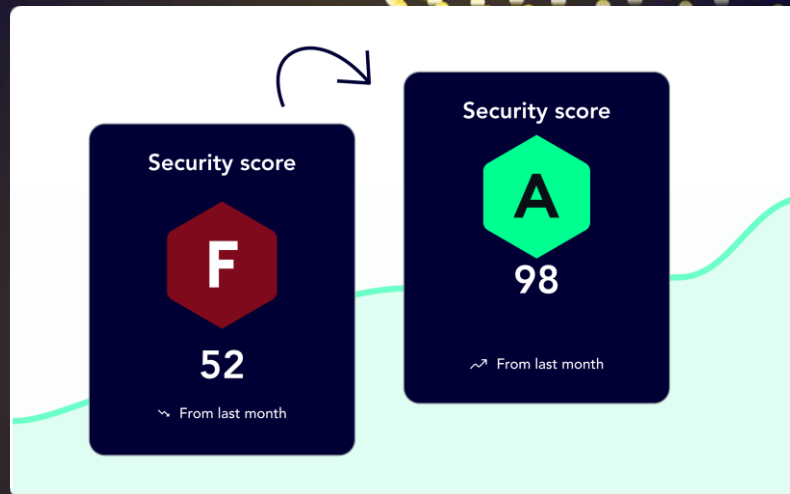 Security score
F
52
From last month
Security score
A
98
From last month